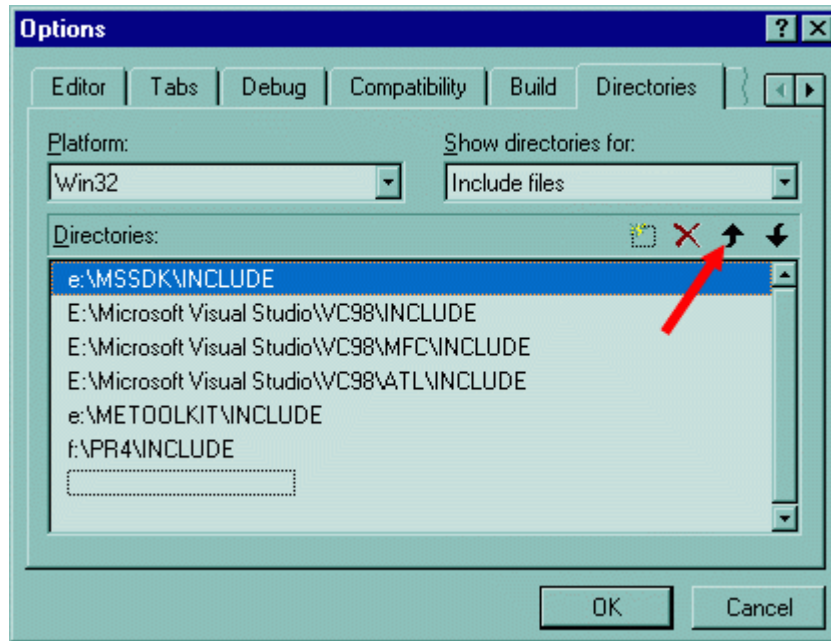 Options
Editor Tabs Debug Compatibility Build Directories
Platform: Show directories for:
Win32 Include files
Directories:
e:\MSSDK\INCLUDE
E:\Microsoft Visual Studio\VC98\INCLUDE
E:\Microsoft Visual Studio\VC98\MFC\INCLUDE
E:\Microsoft Visual Studio\VC98\ATL\INCLUDE
e:\METOOLKIT\INCLUDE
f:\PR4\INCLUDE
OK Cancel